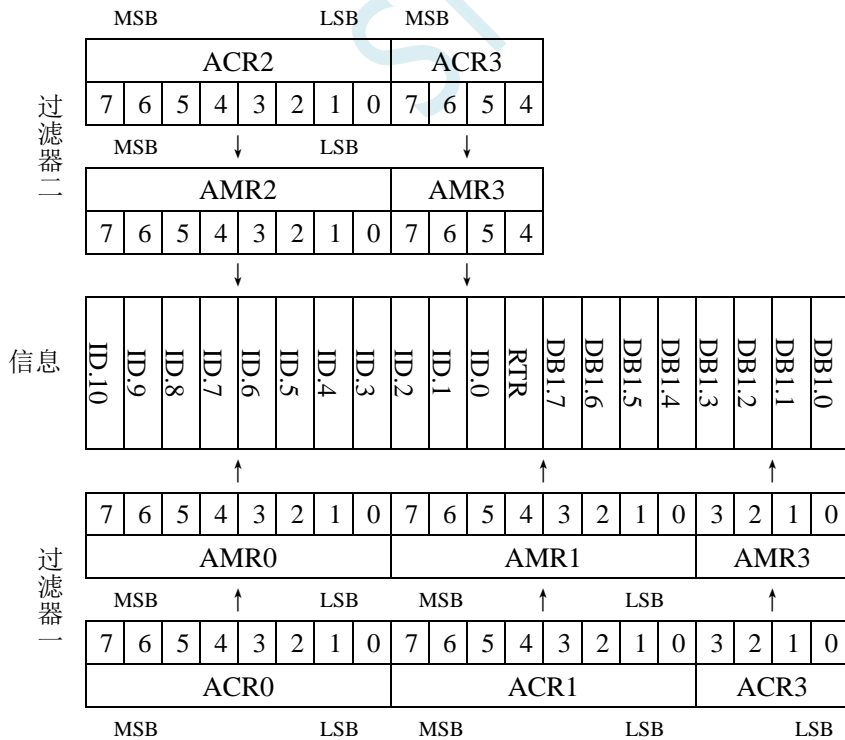 MSB LSB MSB
ACR2 ACR3
7 6 5 4 3 2 1 0 7 6 5 4
MSB LSB
AMR2 AMR3
7 6 5 4 3 2 1 0 7 6 5 4
过滤器二
信息
ID.10 ID.9 ID.8 ID.7 ID.6 ID.5 ID.4 ID.3 ID.2 ID.1 ID.0 RTR DB1.7 DB1.6 DB1.5 DB1.4 DB1.3 DB1.2 DB1.1 DB1.0
过滤器一
7 6 5 4 3 2 1 0 7 6 5 4 3 2 1 0 3 2 1 0
AMR0 AMR1 AMR3
MSB LSB MSB LSB
7 6 5 4 3 2 1 0 7 6 5 4 3 2 1 0 3 2 1 0
ACR0 ACR1 ACR3
MSB LSB MSB LSB LSB